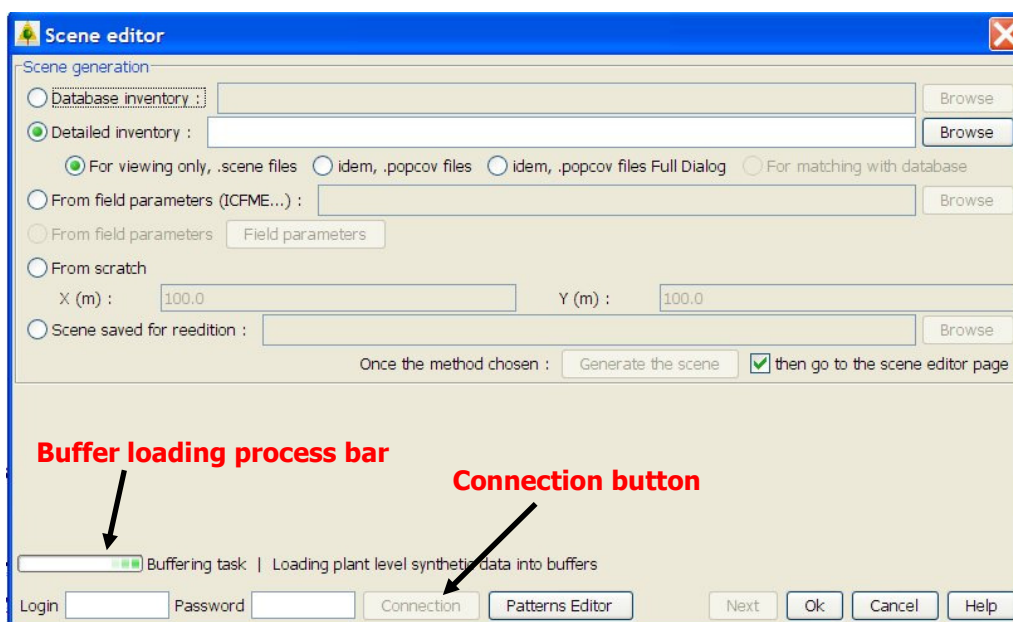 Scene editor
Scene generation
Database inventory : Browse
Detailed inventory : Browse
For viewing only, .scene files idem, .popcov files idem, .popcov files Full Dialog For matching with database
From field parameters (ICFME...) : Browse
From field parameters Field parameters
From scratch
X (m) : 100.0 Y (m) : 100.0
Scene saved for reedition : Browse
Once the method chosen : Generate the scene then go to the scene editor page
Buffer loading process bar
Connection button
Buffering task | Loading plant level synthetic data into buffers
Login Password Connection Patterns Editor Next Ok Cancel Help